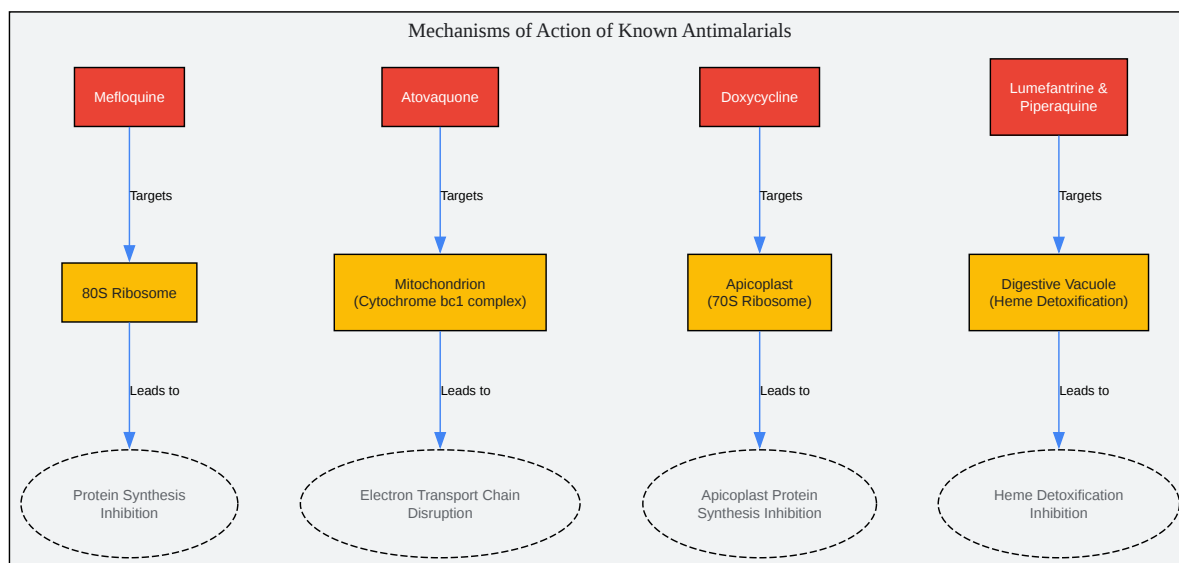 Mechanisms of Action of Known Antimalarials
Mefloquine
Atovaquone
Doxycycline
Lumefantrine &
Piperaquine
Targets
Targets
Targets
Targets
80S Ribosome
Mitochondrion
(Cytochrome bc1 complex)
Apicoplast
(70S Ribosome)
Digestive Vacuole
(Heme Detoxification)
Leads to
Leads to
Leads to
Leads to
Protein Synthesis
Inhibition
Electron Transport Chain
Disruption
Apicoplast Protein
Synthesis Inhibition
Heme Detoxification
Inhibition